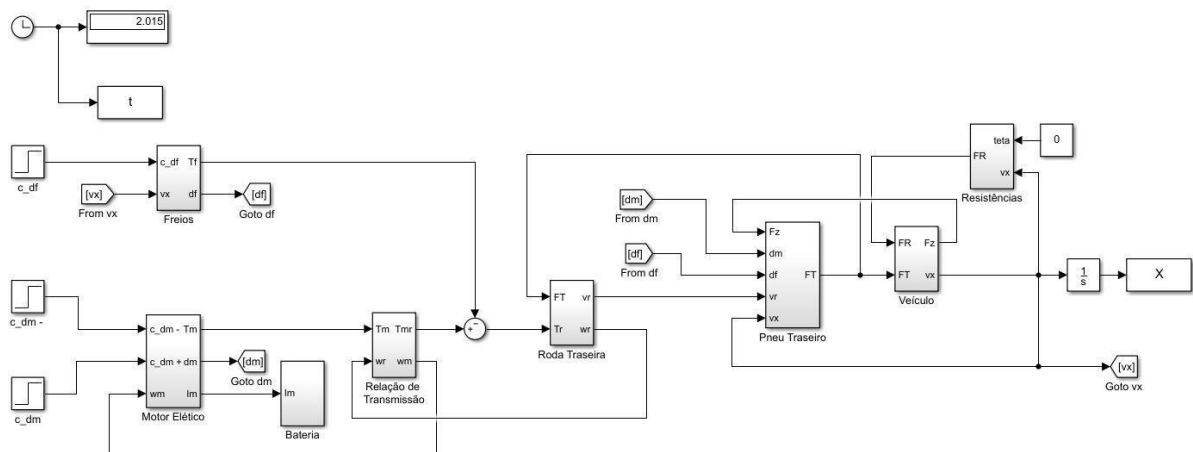 2.015
t
c_df
c_df Tf
vx df
Freios
[vx]
From vx
[df]
Goto df
c_dm -
c_dm
c_dm - Tm
c_dm + dm
wm Im
Motor Elético
[dm]
Goto dm
Im
Bateria
Tm Tmr
wr wm
Relação de
Transmissão
+
−
FT vr
Tr wr
Roda Traseira
[dm]
From dm
[df]
From df
Fz
dm
df FT
vr
vx
Pneu Traseiro
FR Fz
FT vx
Veículo
teta
FR
vx
Resistências
0
1
s
X
[vx]
Goto vx